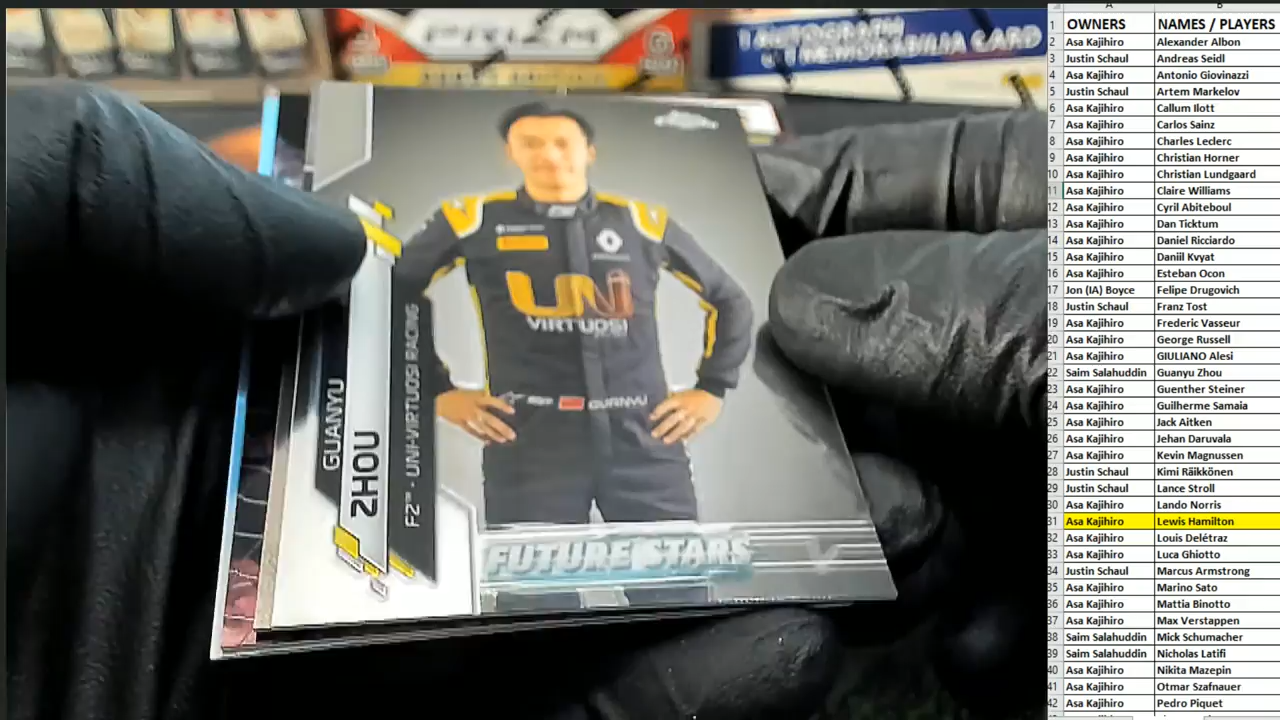 1 AUTOGRAPH
MEMORABILIA CARD
UNI
VIRTUOSI
GUANYU
GUANYU
ZHOU
F2™ - UNI-VIRTUOSI RACING
FUTURE STARS
A B
1 OWNERS NAMES / PLAYERS
2 Asa Kajihiro Alexander Albon
3 Justin Schaul Andreas Seidl
4 Asa Kajihiro Antonio Giovinazzi
5 Justin Schaul Artem Markelov
6 Asa Kajihiro Callum Ilott
7 Asa Kajihiro Carlos Sainz
8 Asa Kajihiro Charles Leclerc
9 Asa Kajihiro Christian Horner
10 Asa Kajihiro Christian Lundgaard
11 Asa Kajihiro Claire Williams
12 Asa Kajihiro Cyril Abiteboul
13 Asa Kajihiro Dan Ticktum
14 Asa Kajihiro Daniel Ricciardo
15 Asa Kajihiro Daniil Kvyat
16 Asa Kajihiro Esteban Ocon
17 Jon (IA) Boyce Felipe Drugovich
18 Justin Schaul Franz Tost
19 Asa Kajihiro Frederic Vasseur
20 Asa Kajihiro George Russell
21 Asa Kajihiro GIULIANO Alesi
22 Saim Salahuddin Guanyu Zhou
23 Asa Kajihiro Guenther Steiner
24 Asa Kajihiro Guilherme Samaia
25 Asa Kajihiro Jack Aitken
26 Asa Kajihiro Jehan Daruvala
27 Asa Kajihiro Kevin Magnussen
28 Justin Schaul Kimi Räikkönen
29 Justin Schaul Lance Stroll
30 Asa Kajihiro Lando Norris
31 Asa Kajihiro Lewis Hamilton
32 Asa Kajihiro Louis Delétraz
33 Asa Kajihiro Luca Ghiotto
34 Justin Schaul Marcus Armstrong
35 Asa Kajihiro Marino Sato
36 Asa Kajihiro Mattia Binotto
37 Asa Kajihiro Max Verstappen
38 Saim Salahuddin Mick Schumacher
39 Saim Salahuddin Nicholas Latifi
40 Asa Kajihiro Nikita Mazepin
41 Asa Kajihiro Otmar Szafnauer
42 Asa Kajihiro Pedro Piquet